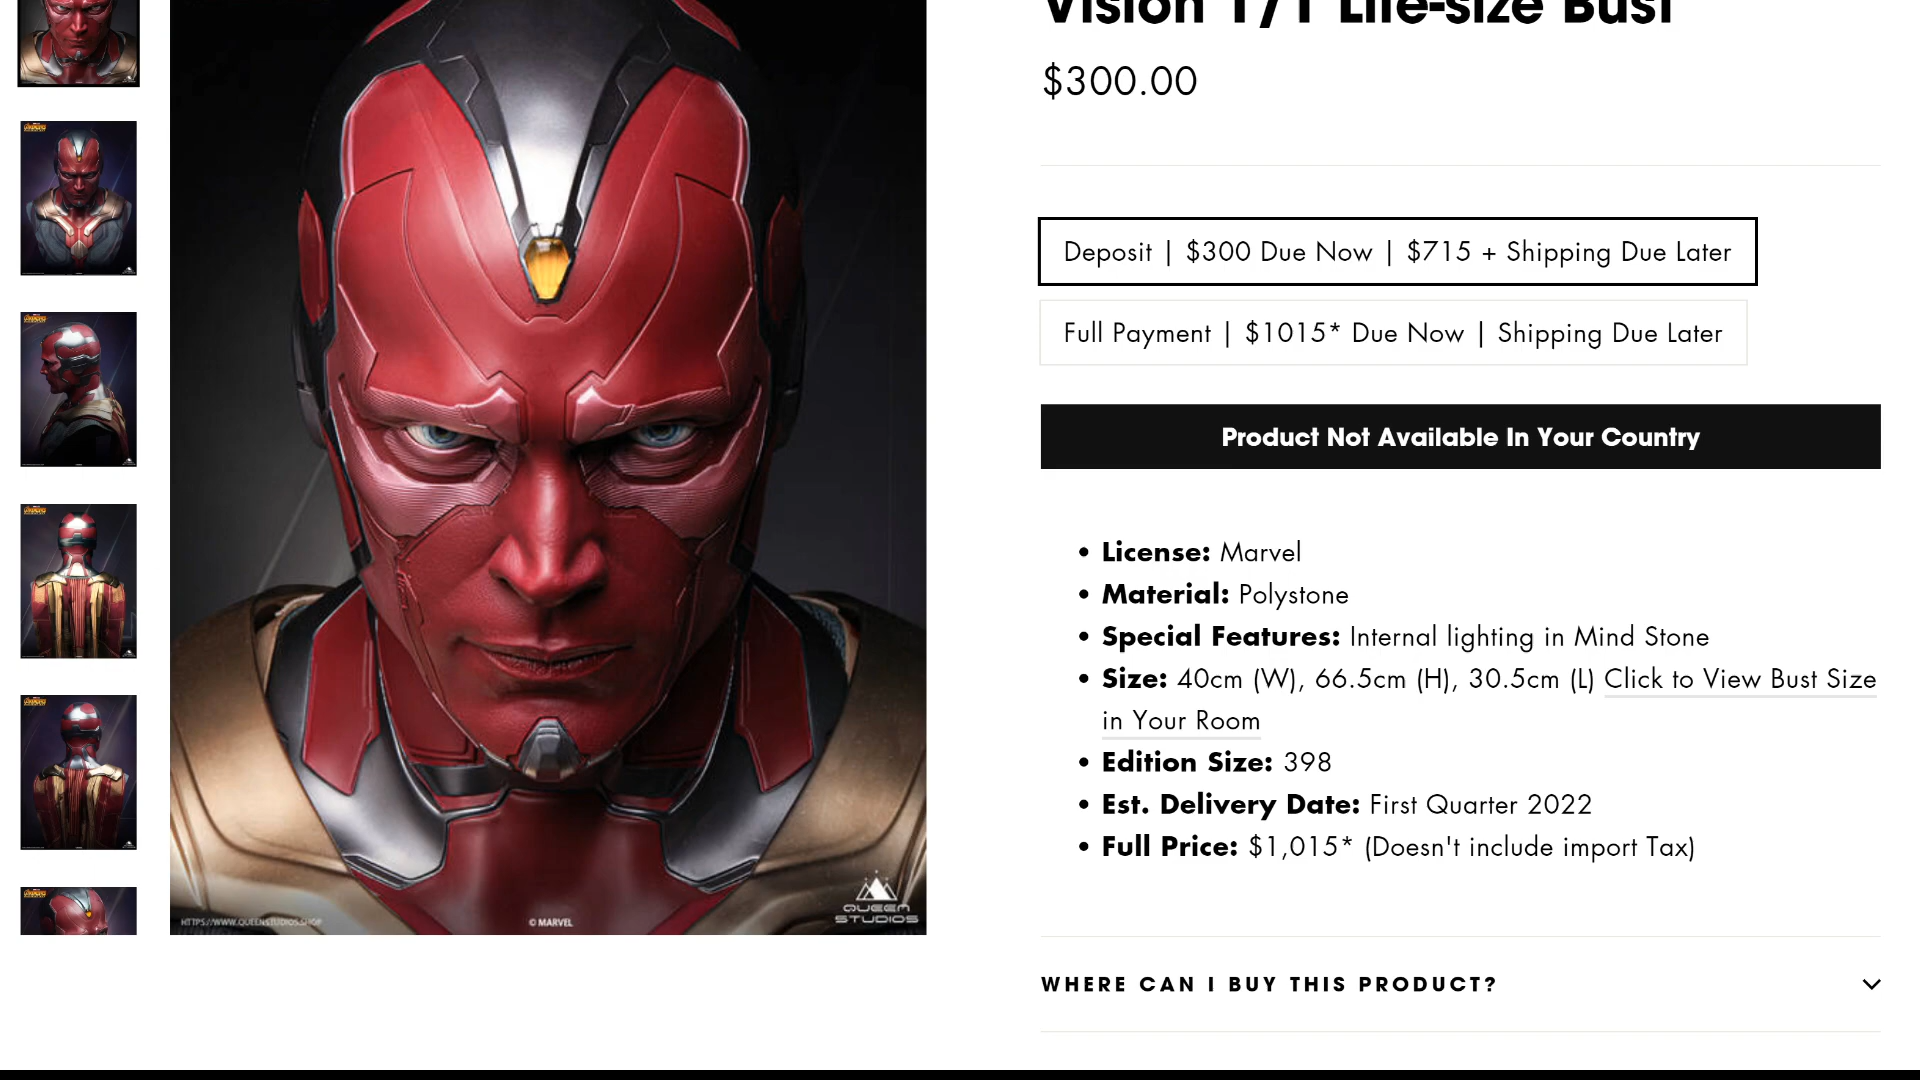 Vision 1/1 Life-size Bust
$300.00
Deposit | $300 Due Now | $715 + Shipping Due Later
Full Payment | $1015* Due Now | Shipping Due Later
Product Not Available In Your Country
• License: Marvel
• Material: Polystone
• Special Features: Internal lighting in Mind Stone
• Size: 40cm (W), 66.5cm (H), 30.5cm (L) Click to View Bust Size
in Your Room
• Edition Size: 398
• Est. Delivery Date: First Quarter 2022
• Full Price: $1,015* (Doesn't include import Tax)
WHERE CAN I BUY THIS PRODUCT?
HTTPS://WWW.QUEENSTUDIOS.SHOP
© MARVEL
QUEEN
STUDIOS